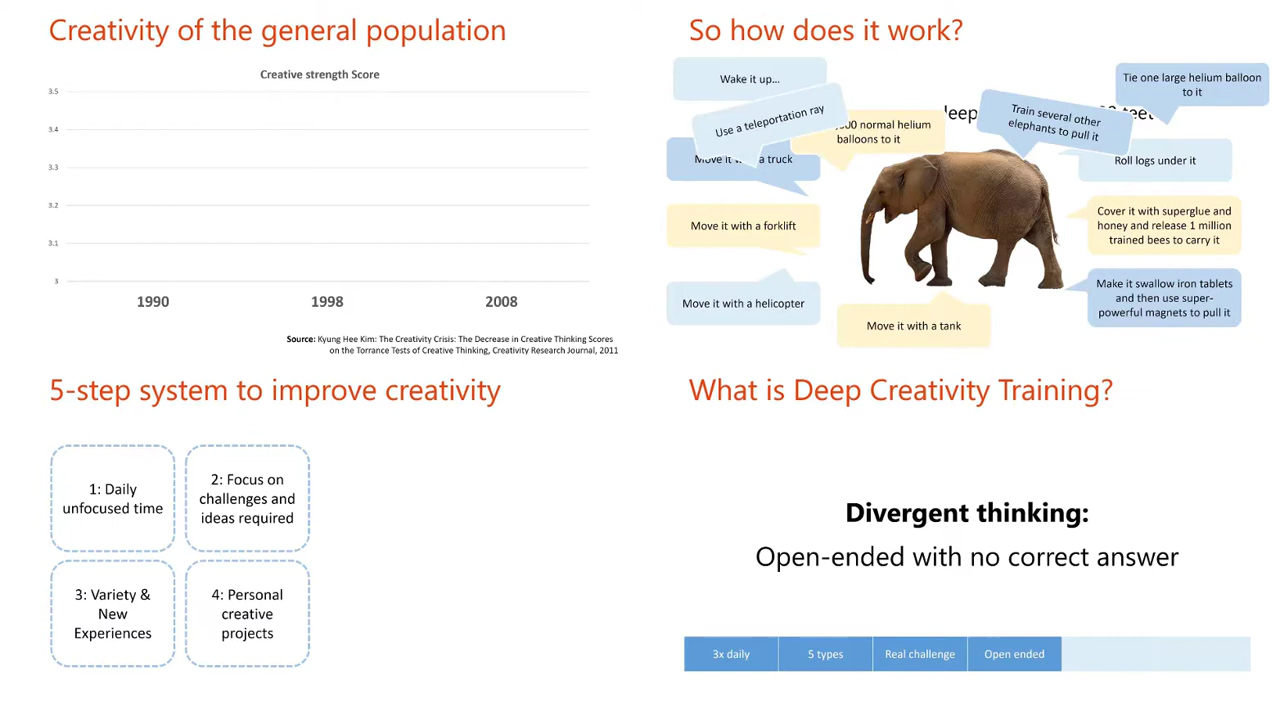 Creativity of the general population
Creative strength Score
3.5
3.4
3.3
3.2
3.1
3
1990 1998 2008
Source: Kyung Hee Kim: The Creativity Crisis: The Decrease in Creative Thinking Scores
on the Torrance Tests of Creative Thinking, Creativity Research Journal, 2011
So how does it work?
Wake it up...
Use a teleportation ray
Move it a truck
normal helium
balloons to it
Train several other
elephants to pull it
Tie one large helium balloon
to it
Roll logs under it
Move it with a forklift
Cover it with superglue and
honey and release 1 million
trained bees to carry it
Move it with a helicopter
Make it swallow iron tablets
and then use super-
powerful magnets to pull it
Move it with a tank
5-step system to improve creativity
1: Daily
unfocused time
2: Focus on
challenges and
ideas required
3: Variety &
New
Experiences
4: Personal
creative
projects
What is Deep Creativity Training?
Divergent thinking:
Open-ended with no correct answer
3x daily 5 types Real challenge Open ended